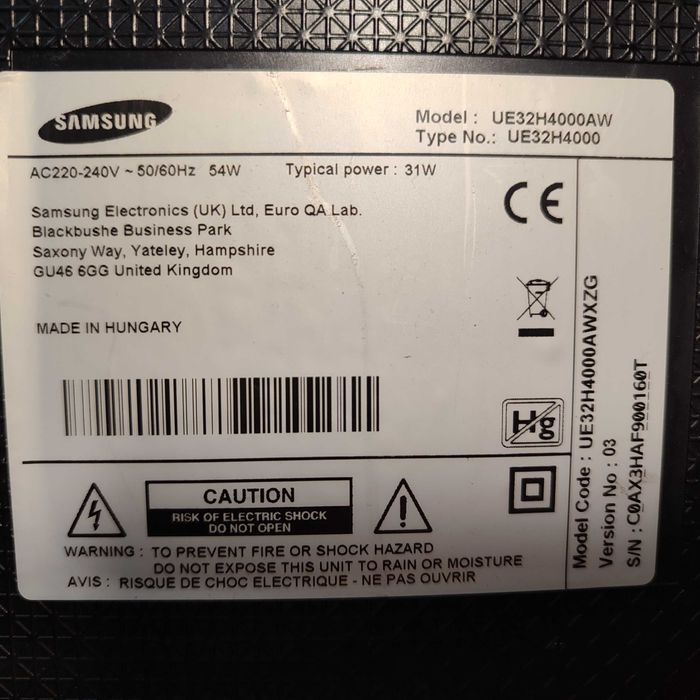 SAMSUNG
Model : UE32H4000AW
Type No.: UE32H4000
AC220-240V ~ 50/60Hz 54W Typical power : 31W
Samsung Electronics (UK) Ltd, Euro QA Lab.
Blackbushe Business Park
Saxony Way, Yateley, Hampshire
GU46 6GG United Kingdom
CE
MADE IN HUNGARY
Hg
CAUTION
RISK OF ELECTRIC SHOCK
DO NOT OPEN
WARNING : TO PREVENT FIRE OR SHOCK HAZARD
DO NOT EXPOSE THIS UNIT TO RAIN OR MOISTURE
AVIS : RISQUE DE CHOC ELECTRIQUE - NE PAS OUVRIR
Model Code : UE32H4000AWXZG
Version No : 03
S/N : C0AX3HAF900160T